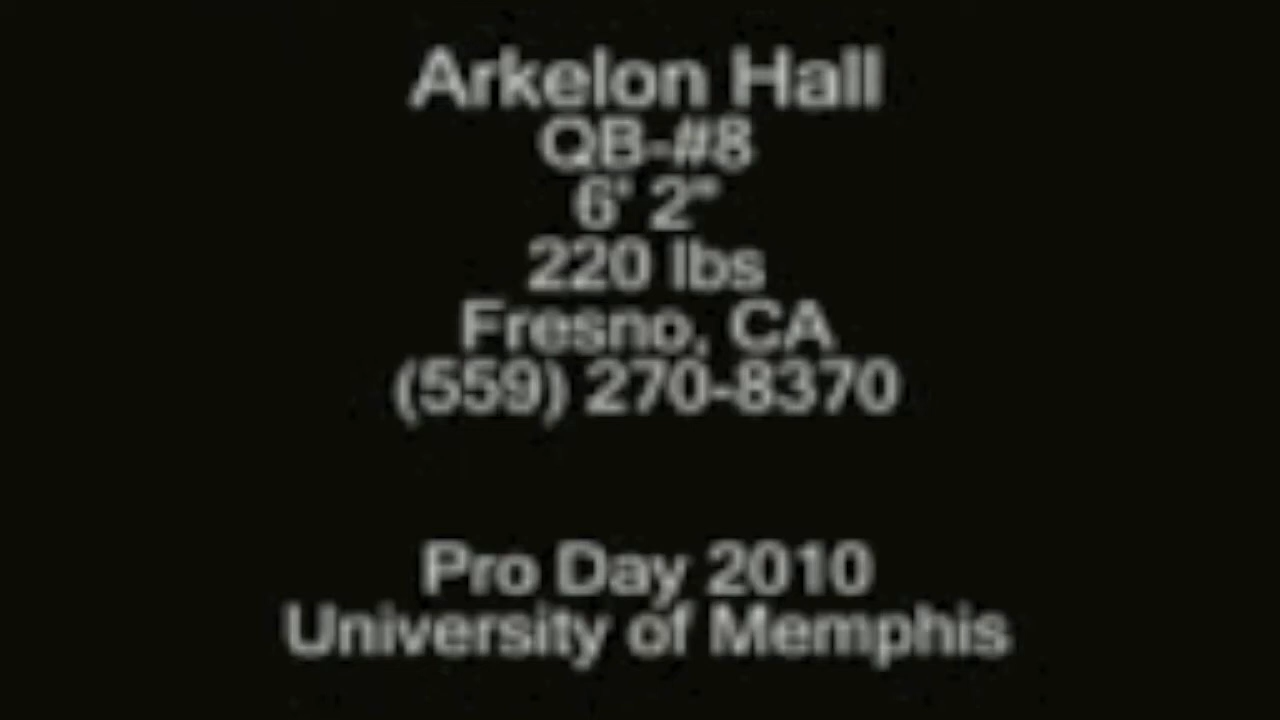 Arkelon Hall
QB-#8
6' 2"
220 lbs
Fresno, CA
(559) 270-8370
Pro Day 2010
University of Memphis